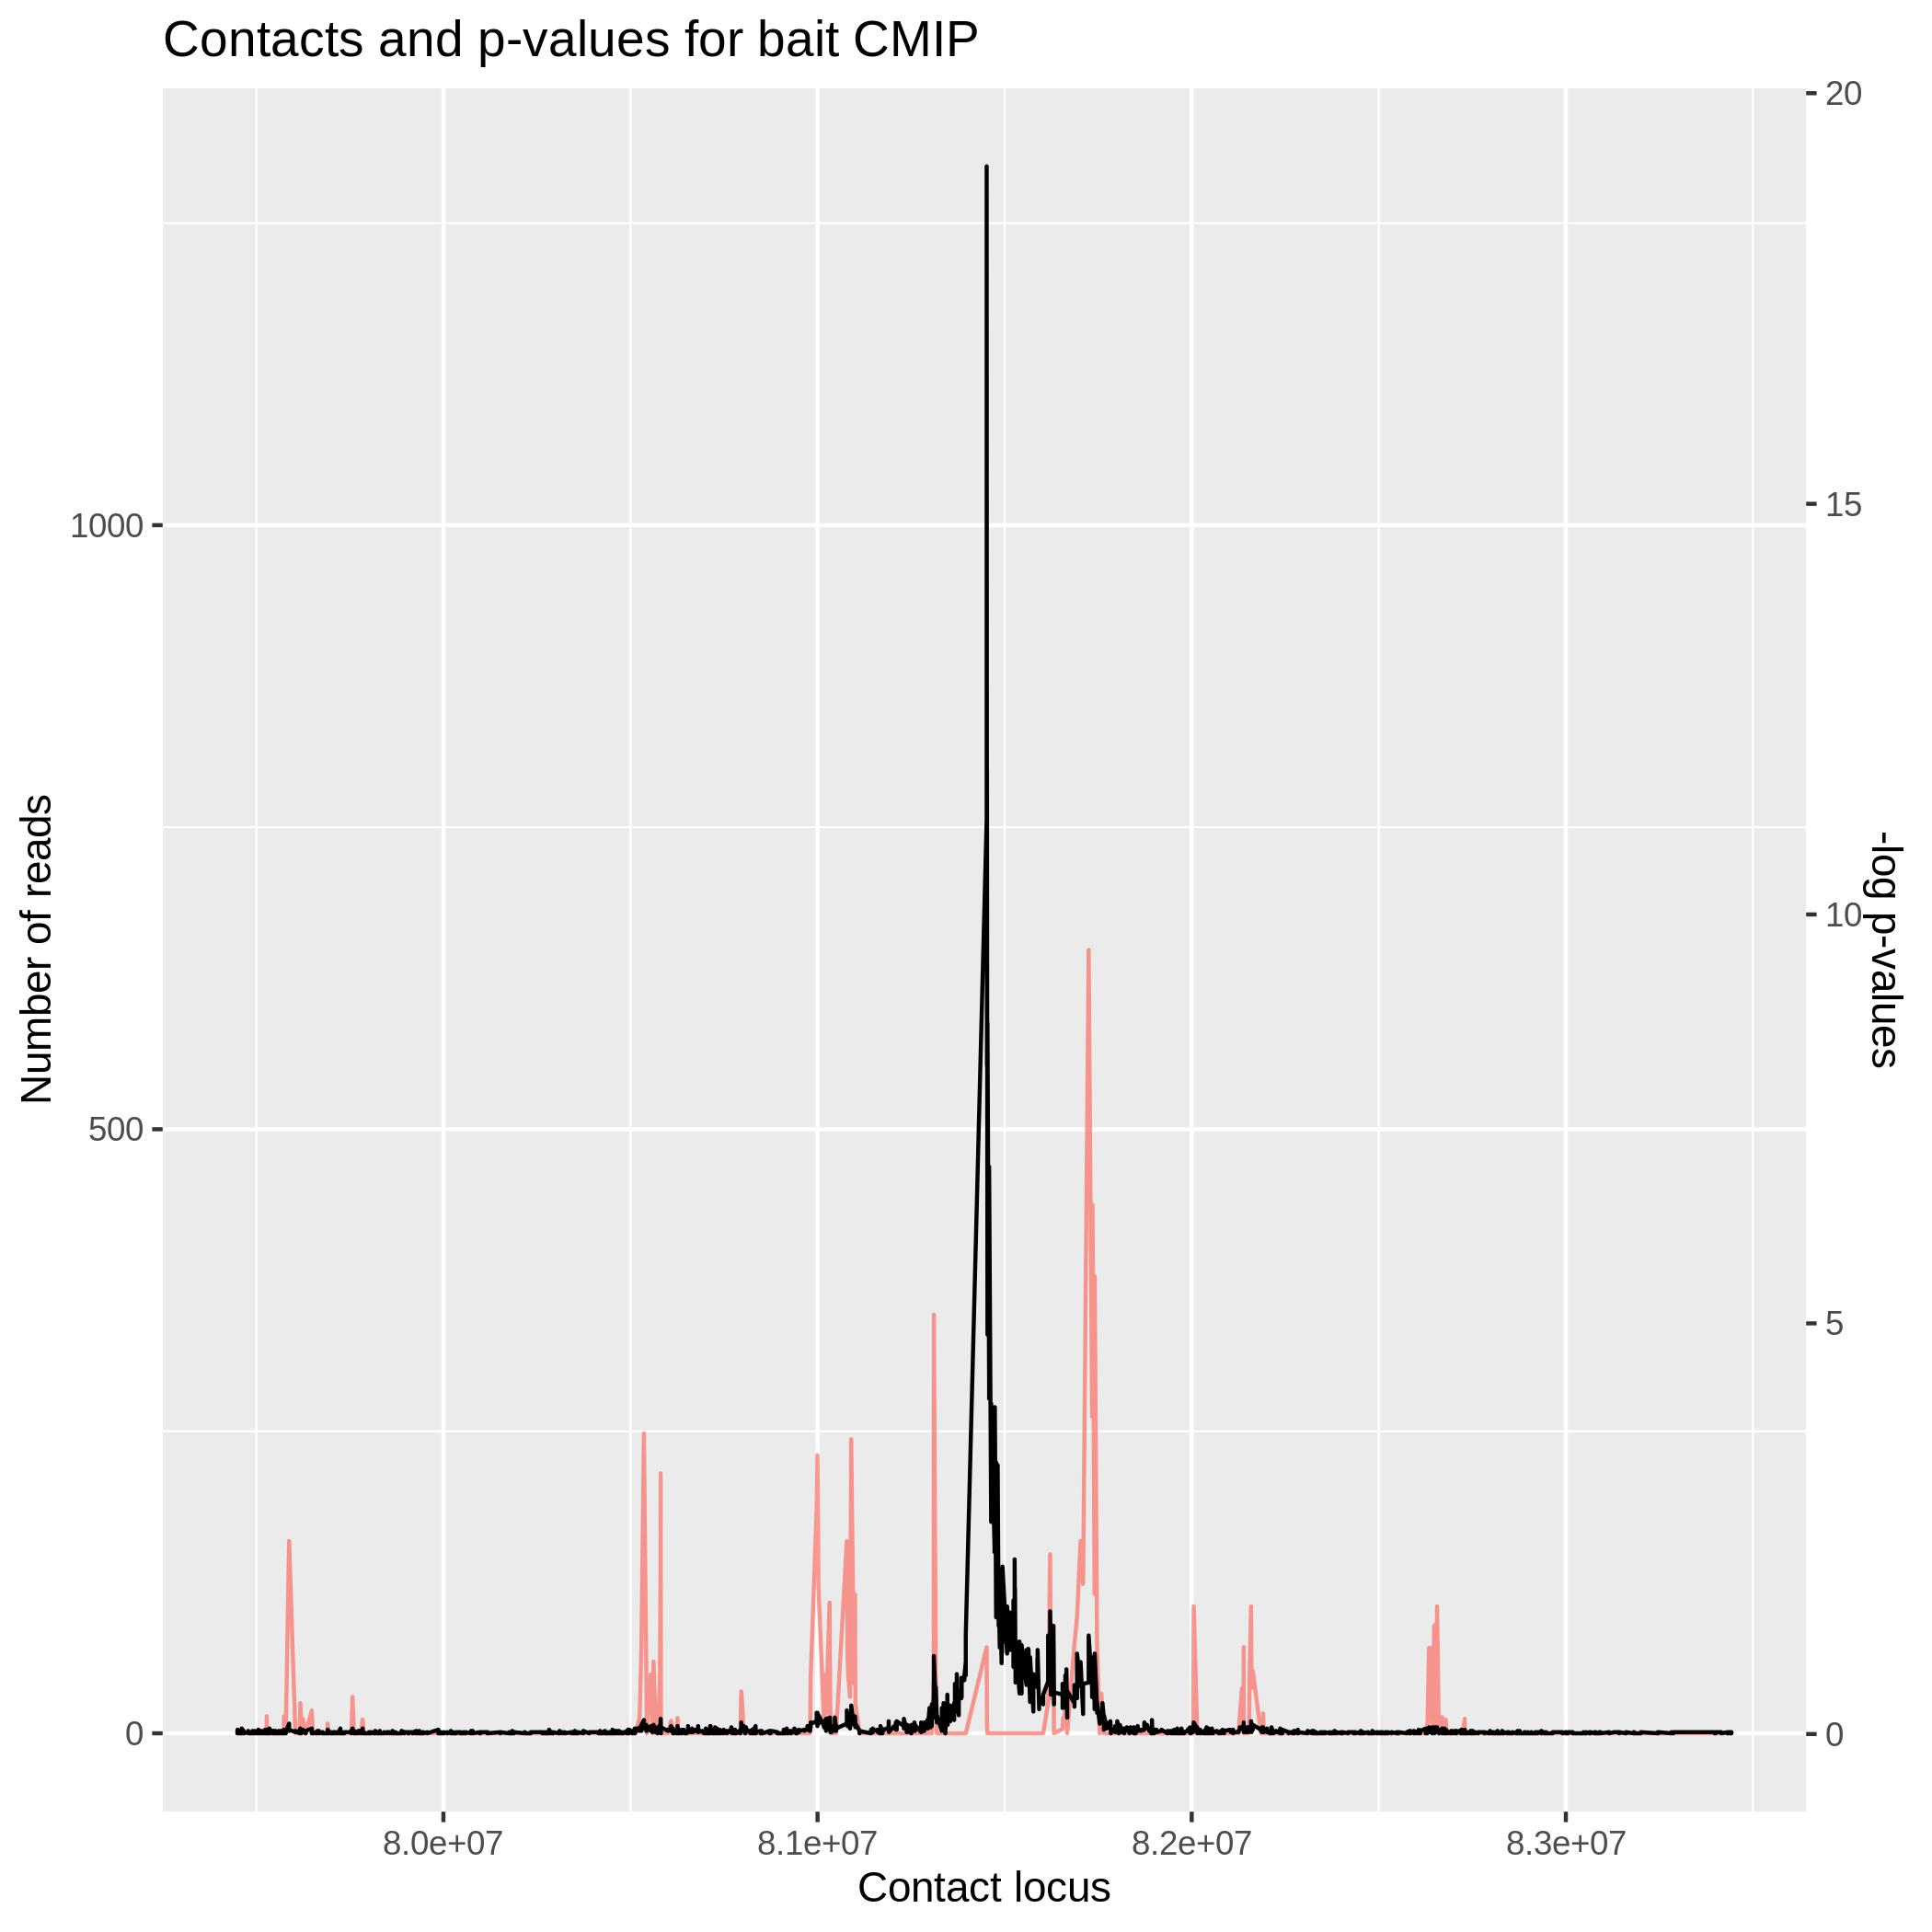 Contacts and p-values for bait CMIP
Number of reads
1000
500
0
20
15
10
5
0
-log p-values
8.0e+07
8.1e+07
8.2e+07
8.3e+07
Contact locus